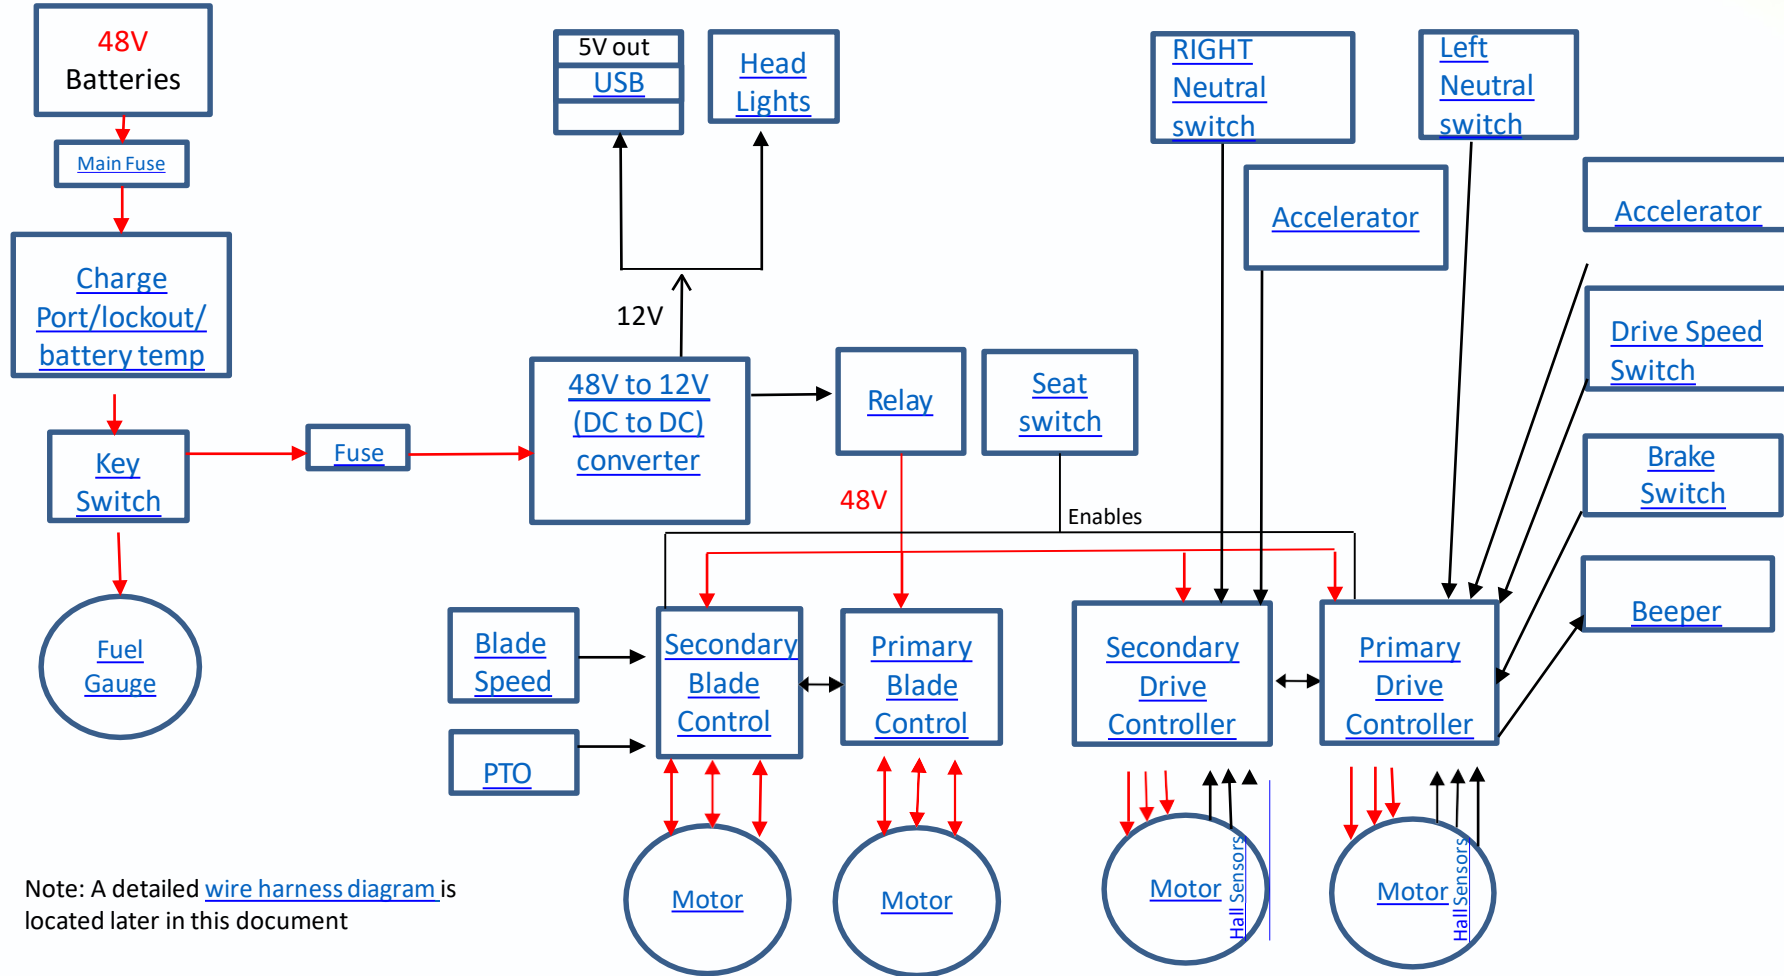 48V
Batteries
Main Fuse
Charge
Port/lockout/
battery temp
Key
Switch
Fuel
Gauge
Fuse
48V to 12V
(DC to DC)
converter
12V
5V out
USB
Head
Lights
Relay
48V
Seat
switch
Enables
RIGHT
Neutral
switch
Left
Neutral
switch
Accelerator
Accelerator
Drive Speed
Switch
Brake
Switch
Beeper
Blade
Speed
PTO
Secondary
Blade
Control
Primary
Blade
Control
Secondary
Drive
Controller
Primary
Drive
Controller
Motor
Motor
Motor
Hall Sensors
Motor
Hall Sensors
Note: A detailed wire harness diagram is
located later in this document